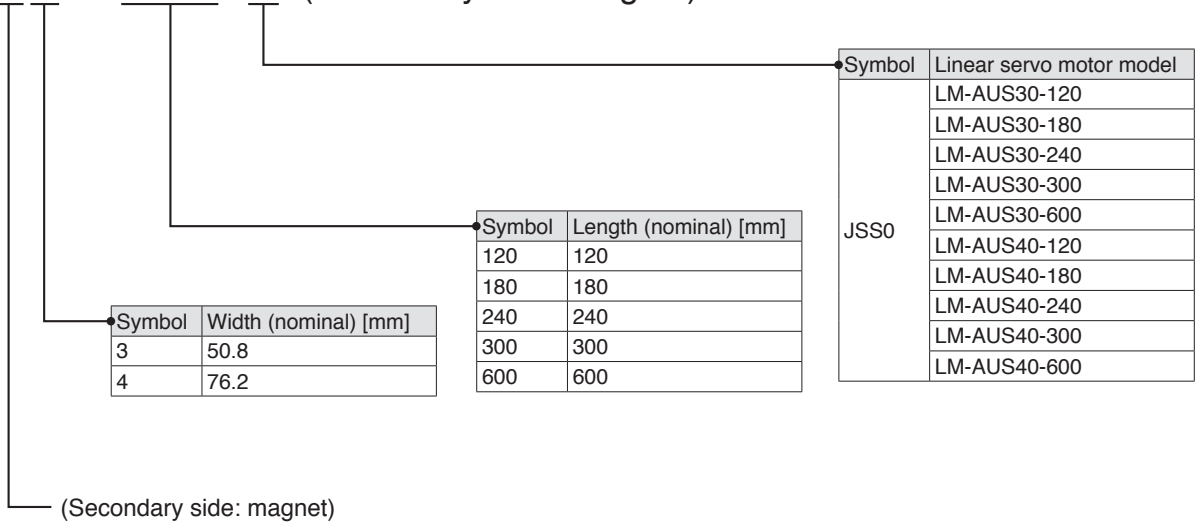 Symbol Linear servo motor model
JSS0
LM-AUS30-120
LM-AUS30-180
LM-AUS30-240
LM-AUS30-300
LM-AUS30-600
LM-AUS40-120
LM-AUS40-180
LM-AUS40-240
LM-AUS40-300
LM-AUS40-600
Symbol Length (nominal) [mm]
120 120
180 180
240 240
300 300
600 600
Symbol Width (nominal) [mm]
3 50.8
4 76.2
(Secondary side: magnet)